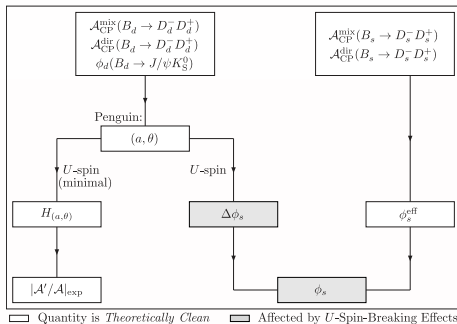 𝒜_CP^mix(B_d → D_d^- D_d^+)
𝒜_CP^dir(B_d → D_d^- D_d^+)
ϕ_d(B_d → J/ψK_S^0)
𝒜_CP^mix(B_s → D_s^- D_s^+)
𝒜_CP^dir(B_s → D_s^- D_s^+)
Penguin:
(a, θ)
U-spin
(minimal)
U-spin
H_(a,θ)
Δϕ_s
ϕ_s^eff
|𝒜′/𝒜|_exp
ϕ_s
Quantity is Theoretically Clean
Affected by U-Spin-Breaking Effects